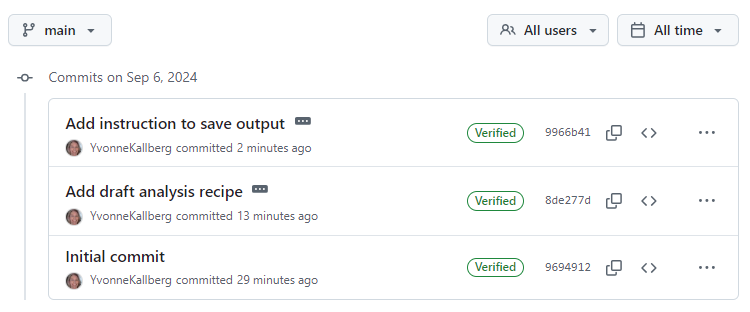 main
All users
All time
Commits on Sep 6, 2024
Add instruction to save output
Verified
9966b41
YvonneKallberg committed 2 minutes ago
Add draft analysis recipe
Verified
8de277d
YvonneKallberg committed 13 minutes ago
Initial commit
Verified
9694912
YvonneKallberg committed 29 minutes ago